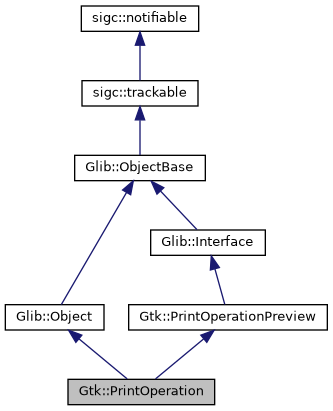 sigc::notifiable
sigc::trackable
Glib::ObjectBase
Glib::Interface
Glib::Object
Gtk::PrintOperationPreview
Gtk::PrintOperation